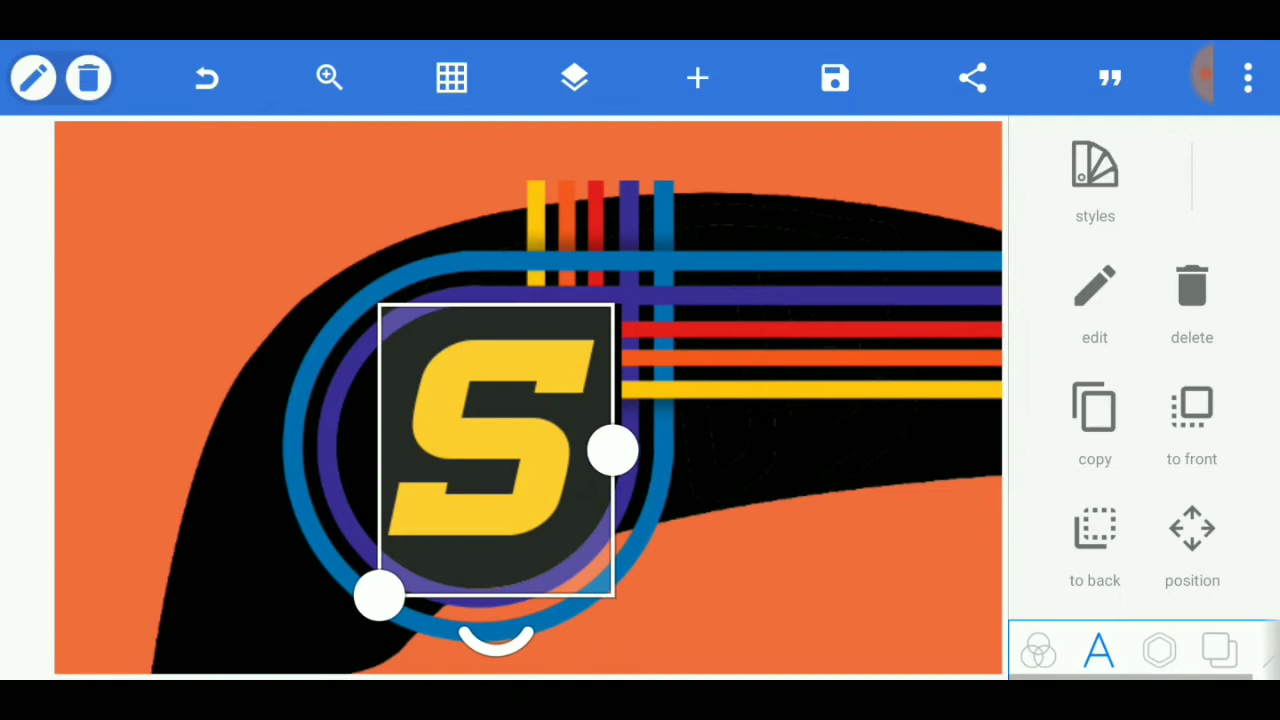 styles
edit
delete
S
copy
to front
to back
position
A